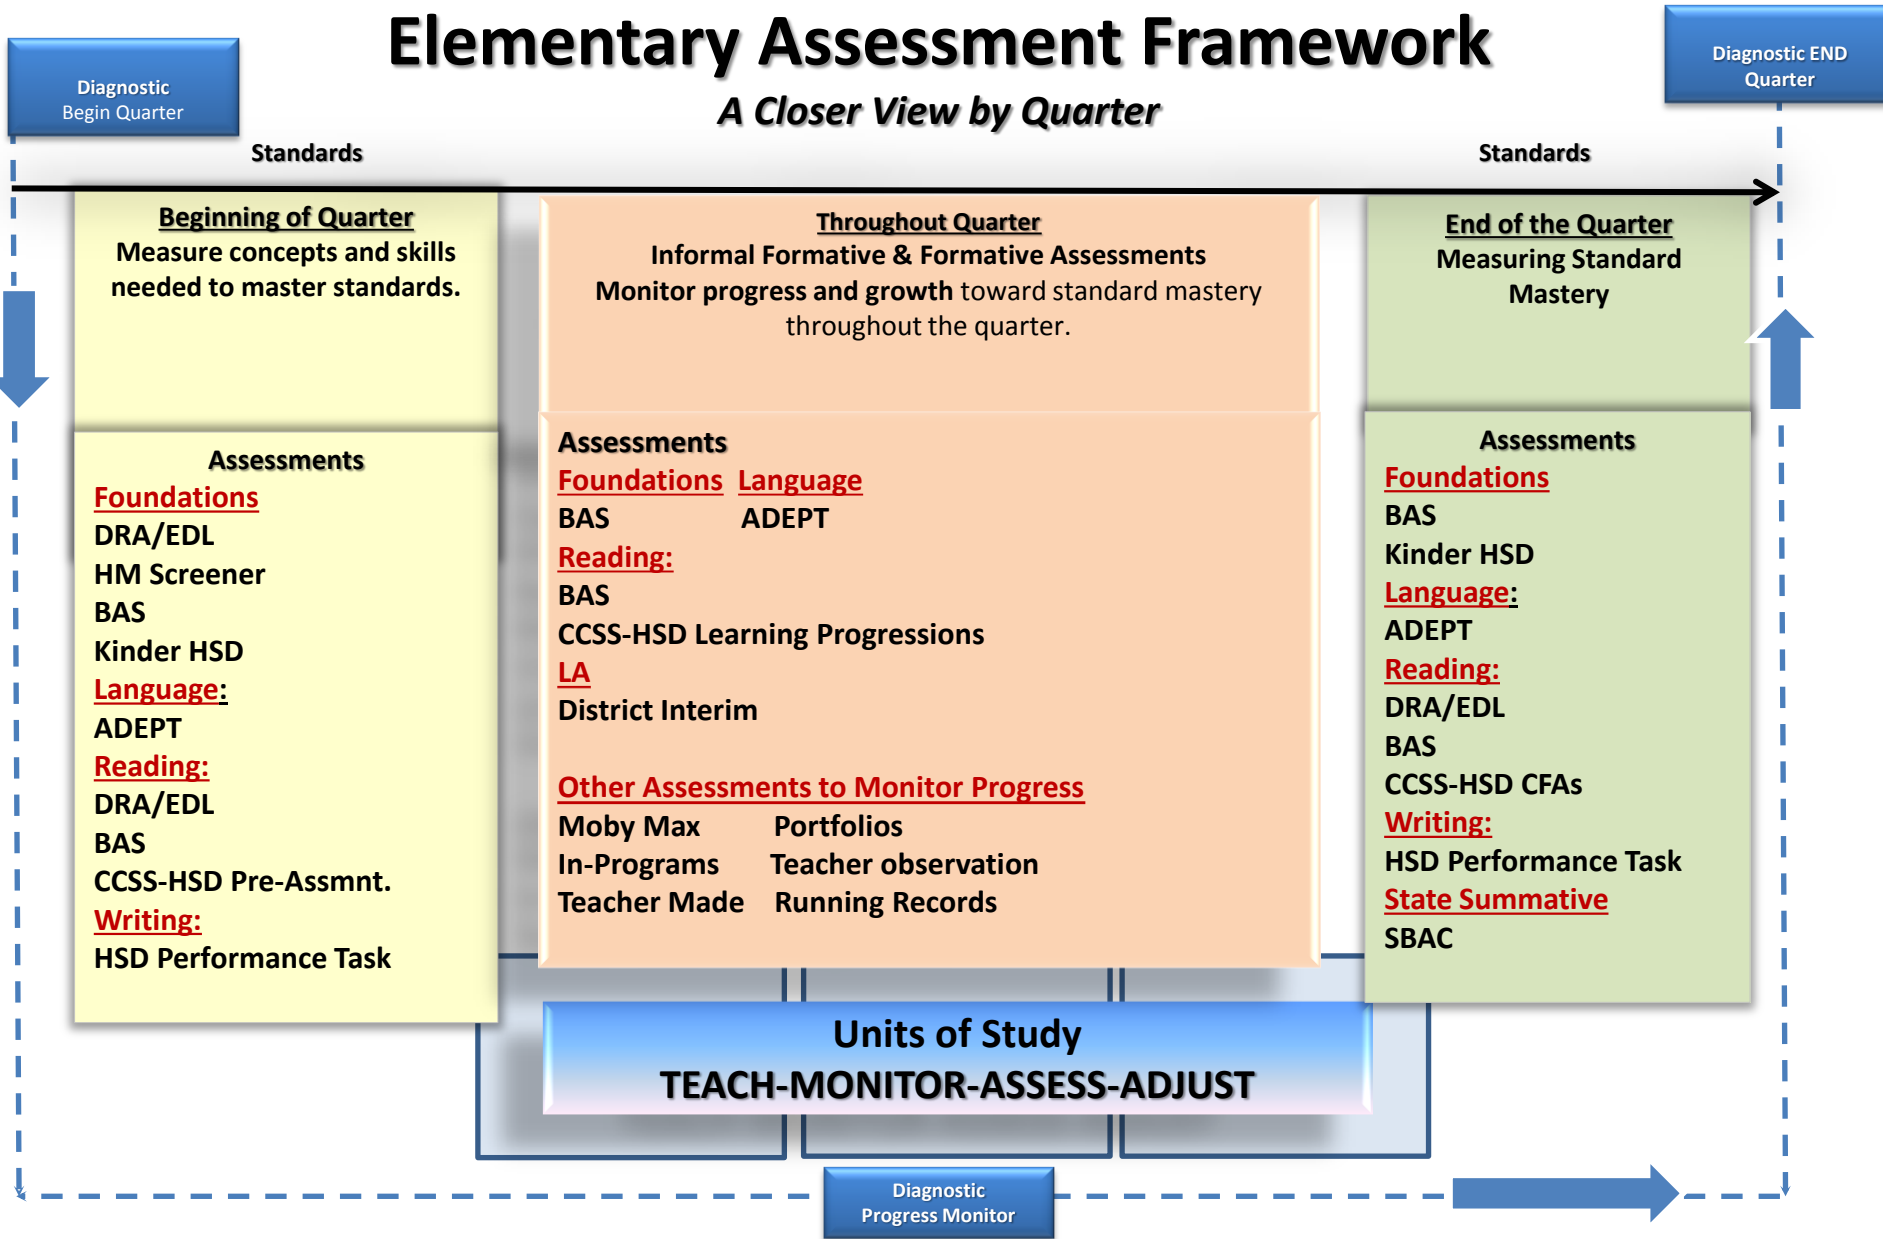 Elementary Assessment Framework
A Closer View by Quarter
Diagnostic
Begin Quarter
Diagnostic END
Quarter
Standards
Standards
Beginning of Quarter
Measure concepts and skills
needed to master standards.
Assessments
Foundations
DRA/EDL
HM Screener
BAS
Kinder HSD
Language:
ADEPT
Reading:
DRA/EDL
BAS
CCSS-HSD Pre-Assmnt.
Writing:
HSD Performance Task
Throughout Quarter
Informal Formative & Formative Assessments
Monitor progress and growth toward standard mastery
throughout the quarter.
Assessments
Foundations Language
BAS ADEPT
Reading:
BAS
CCSS-HSD Learning Progressions
LA
District Interim
Other Assessments to Monitor Progress
Moby Max Portfolios
In-Programs Teacher observation
Teacher Made Running Records
End of the Quarter
Measuring Standard
Mastery
Assessments
Foundations
BAS
Kinder HSD
Language:
ADEPT
Reading:
DRA/EDL
BAS
CCSS-HSD CFAs
Writing:
HSD Performance Task
State Summative
SBAC
Units of Study
TEACH-MONITOR-ASSESS-ADJUST
Diagnostic
Progress Monitor